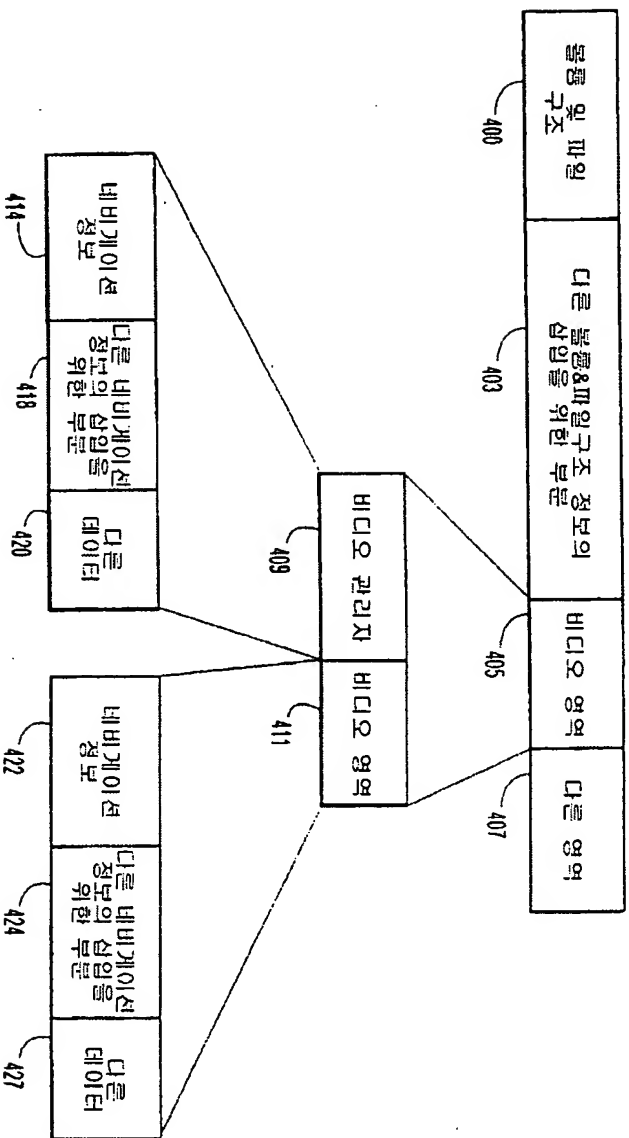 볼륨 및 파일
구조
400
다른 볼륨&파일구조 정보의
삽입을 위한 부분
403
비디오 영역
405
다른 영역
407
비디오 관리자
409
비디오 영역
411
네비게이션
정보
414
다른 네비게이션
정보의 삽입을
위한 부분
418
다른
데이터
420
네비게이션
정보
422
다른 네비게이션
정보의 삽입을
위한 부분
424
다른
데이터
427